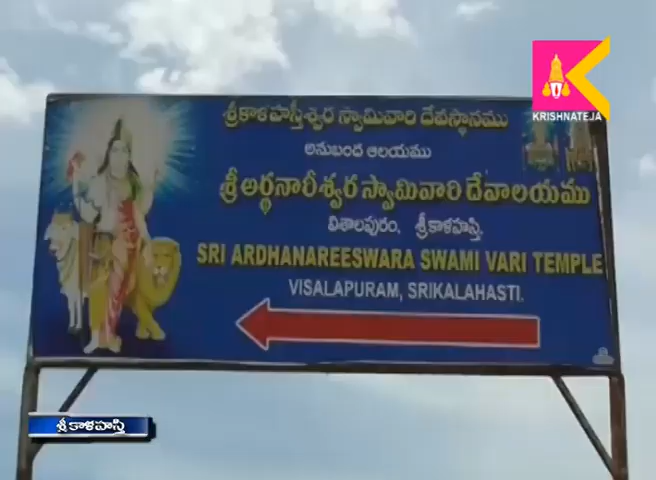 KRISHNATEJA
శ్రీకాళహస్తీశ్వర స్వామివారి దేవస్థానము
అనుబంద ఆలయము
శ్రీ అర్ధనారీశ్వర స్వామివారి దేవాలయము
విశాలపురం, శ్రీకాళహస్తి.
SRI ARDHANAREESWARA SWAMI VARI TEMPLE
VISALAPURAM, SRIKALAHASTI.
శ్రీకాళహస్తి